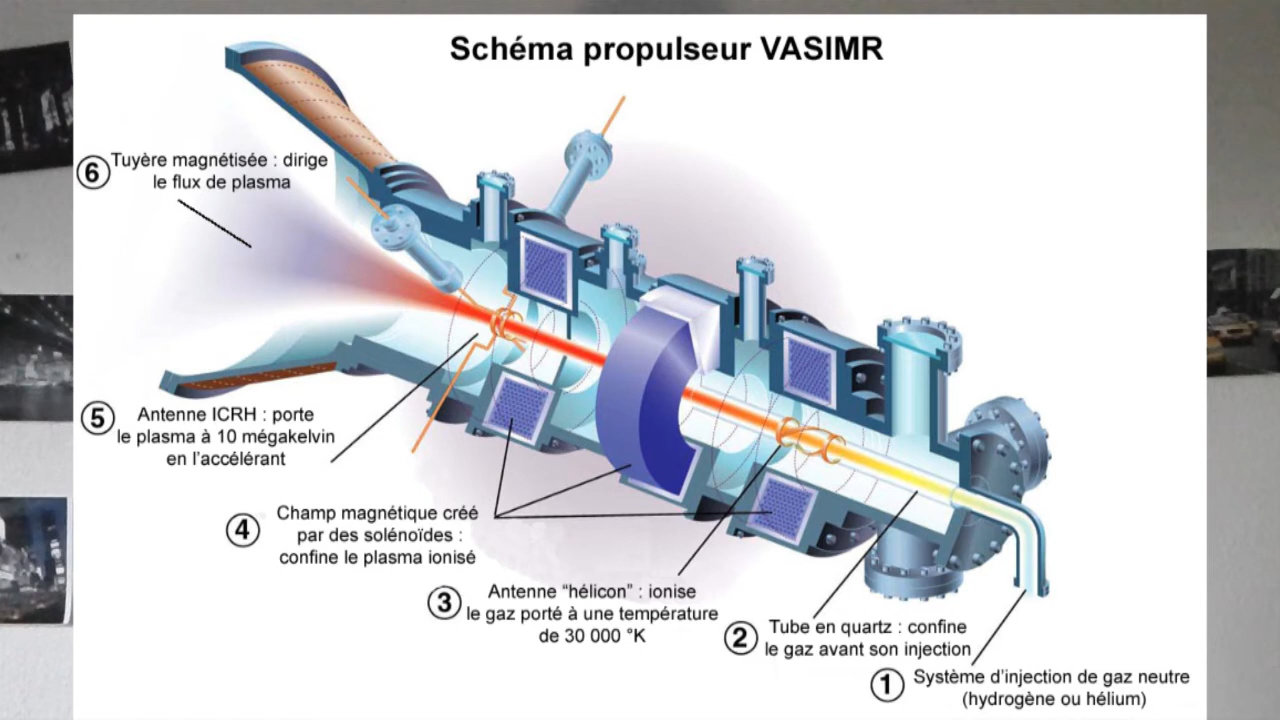 Schéma propulseur VASIMR
6
Tuyère magnétisée : dirige
le flux de plasma
5
Antenne ICRH : porte
le plasma à 10 mégakelvin
en l'accélérant
4
Champ magnétique créé
par des solénoïdes :
confine le plasma ionisé
3
Antenne “hélicon” : ionise
le gaz porté à une température
de 30 000 °K
2
Tube en quartz : confine
le gaz avant son injection
1
Système d'injection de gaz neutre
(hydrogène ou hélium)